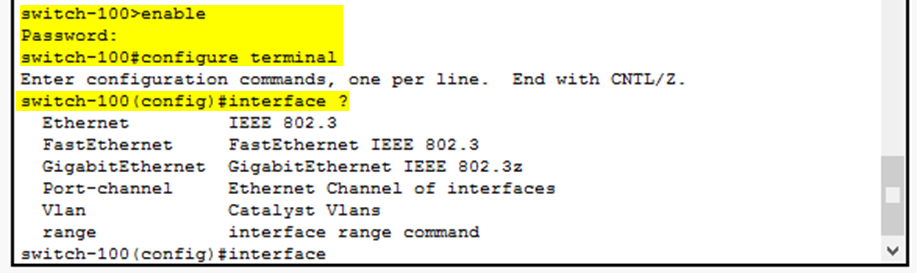 switch-100>enable
Password:
switch-100#configure terminal
Enter configuration commands, one per line.  End with CNTL/Z.
switch-100(config)#interface ?
  Ethernet         IEEE 802.3
  FastEthernet     FastEthernet IEEE 802.3
  GigabitEthernet  GigabitEthernet IEEE 802.3z
  Port-channel     Ethernet Channel of interfaces
  Vlan             Catalyst Vlans
  range            interface range command
switch-100(config)#interface